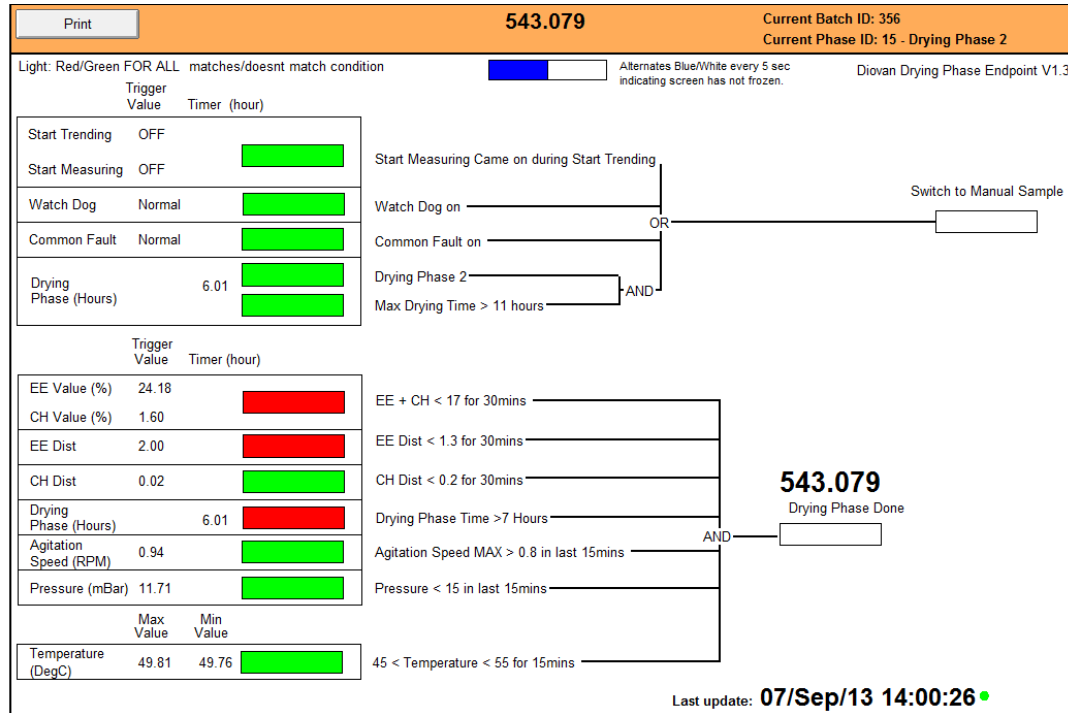 Print
543.079
Current Batch ID: 356
Current Phase ID: 15 - Drying Phase 2
Light: Red/Green FOR ALL matches/doesnt match condition
Alternates Blue/White every 5 sec
indicating screen has not frozen.
Diovan Drying Phase Endpoint V1.3
Trigger
Value Timer (hour)
Start Trending OFF
Start Measuring OFF
Start Measuring Came on during Start Trending
Watch Dog Normal
Watch Dog on
Common Fault Normal
Common Fault on
OR
Switch to Manual Sample
Drying
Phase (Hours) 6.01
Drying Phase 2
Max Drying Time > 11 hours
AND
Trigger
Value Timer (hour)
EE Value (%) 24.18
CH Value (%) 1.60
EE + CH < 17 for 30mins
EE Dist 2.00
EE Dist < 1.3 for 30mins
CH Dist 0.02
CH Dist < 0.2 for 30mins
Drying
Phase (Hours) 6.01
Drying Phase Time >7 Hours
Agitation
Speed (RPM) 0.94
Agitation Speed MAX > 0.8 in last 15mins
Pressure (mBar) 11.71
Pressure < 15 in last 15mins
AND
543.079
Drying Phase Done
Max
Value
Min
Value
Temperature
(DegC) 49.81 49.76
45 < Temperature < 55 for 15mins
Last update: 07/Sep/13 14:00:26